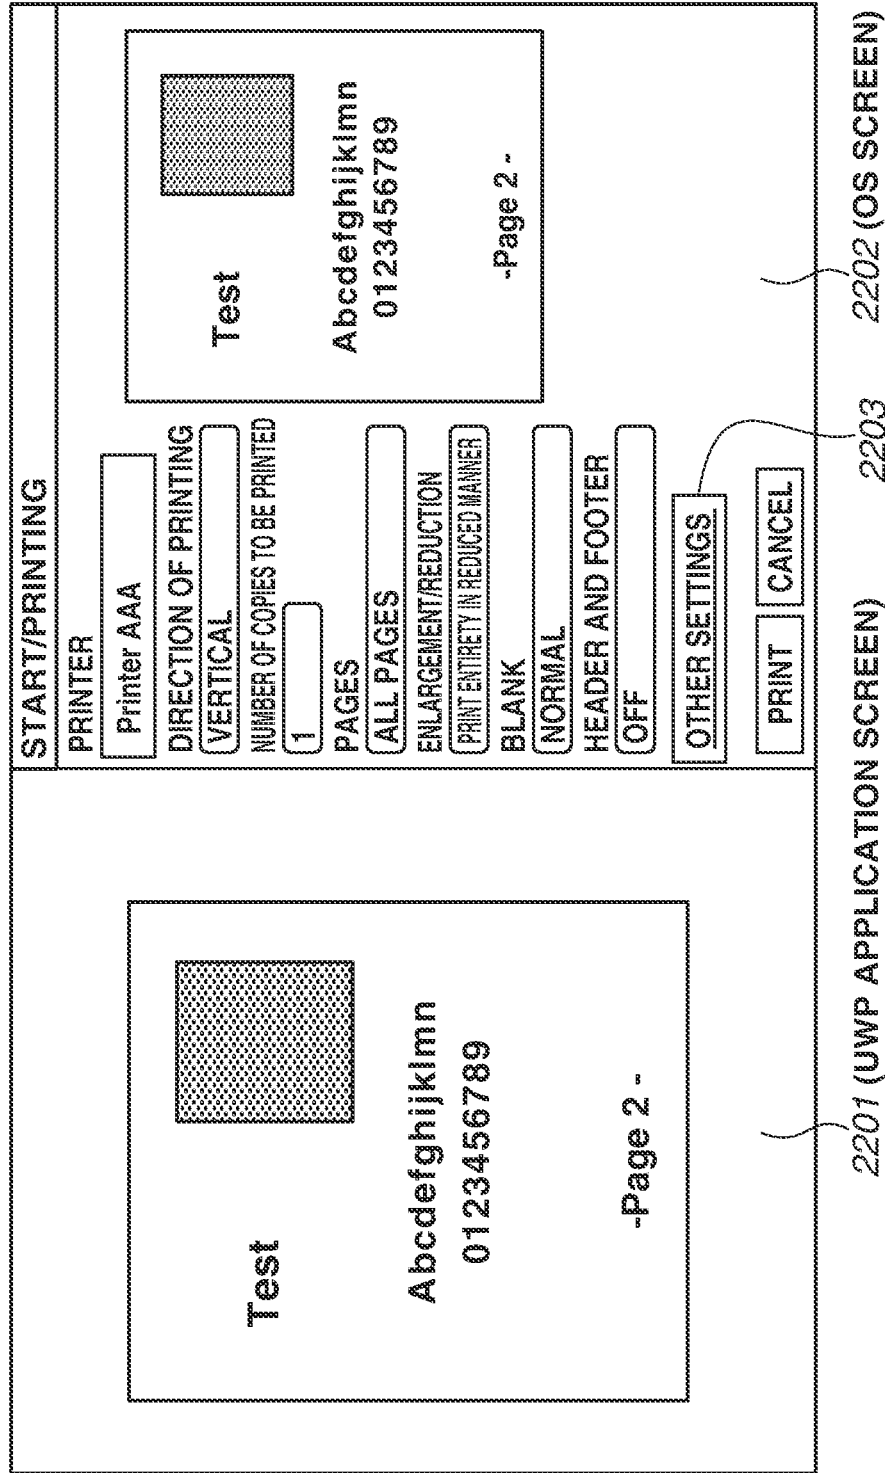 Test
Abcdefghijklmn
0123456789
-Page 2 -
START/PRINTING
PRINTER
Printer AAA
DIRECTION OF PRINTING
VERTICAL
NUMBER OF COPIES TO BE PRINTED
1
PAGES
ALL PAGES
ENLARGEMENT/REDUCTION
PRINT ENTIRETY IN REDUCED MANNER
BLANK
NORMAL
HEADER AND FOOTER
OFF
OTHER SETTINGS
PRINT CANCEL
Test
Abcdefghijklmn
0123456789
-Page 2 -
2201 (UWP APPLICATION SCREEN)
2203
2202 (OS SCREEN)